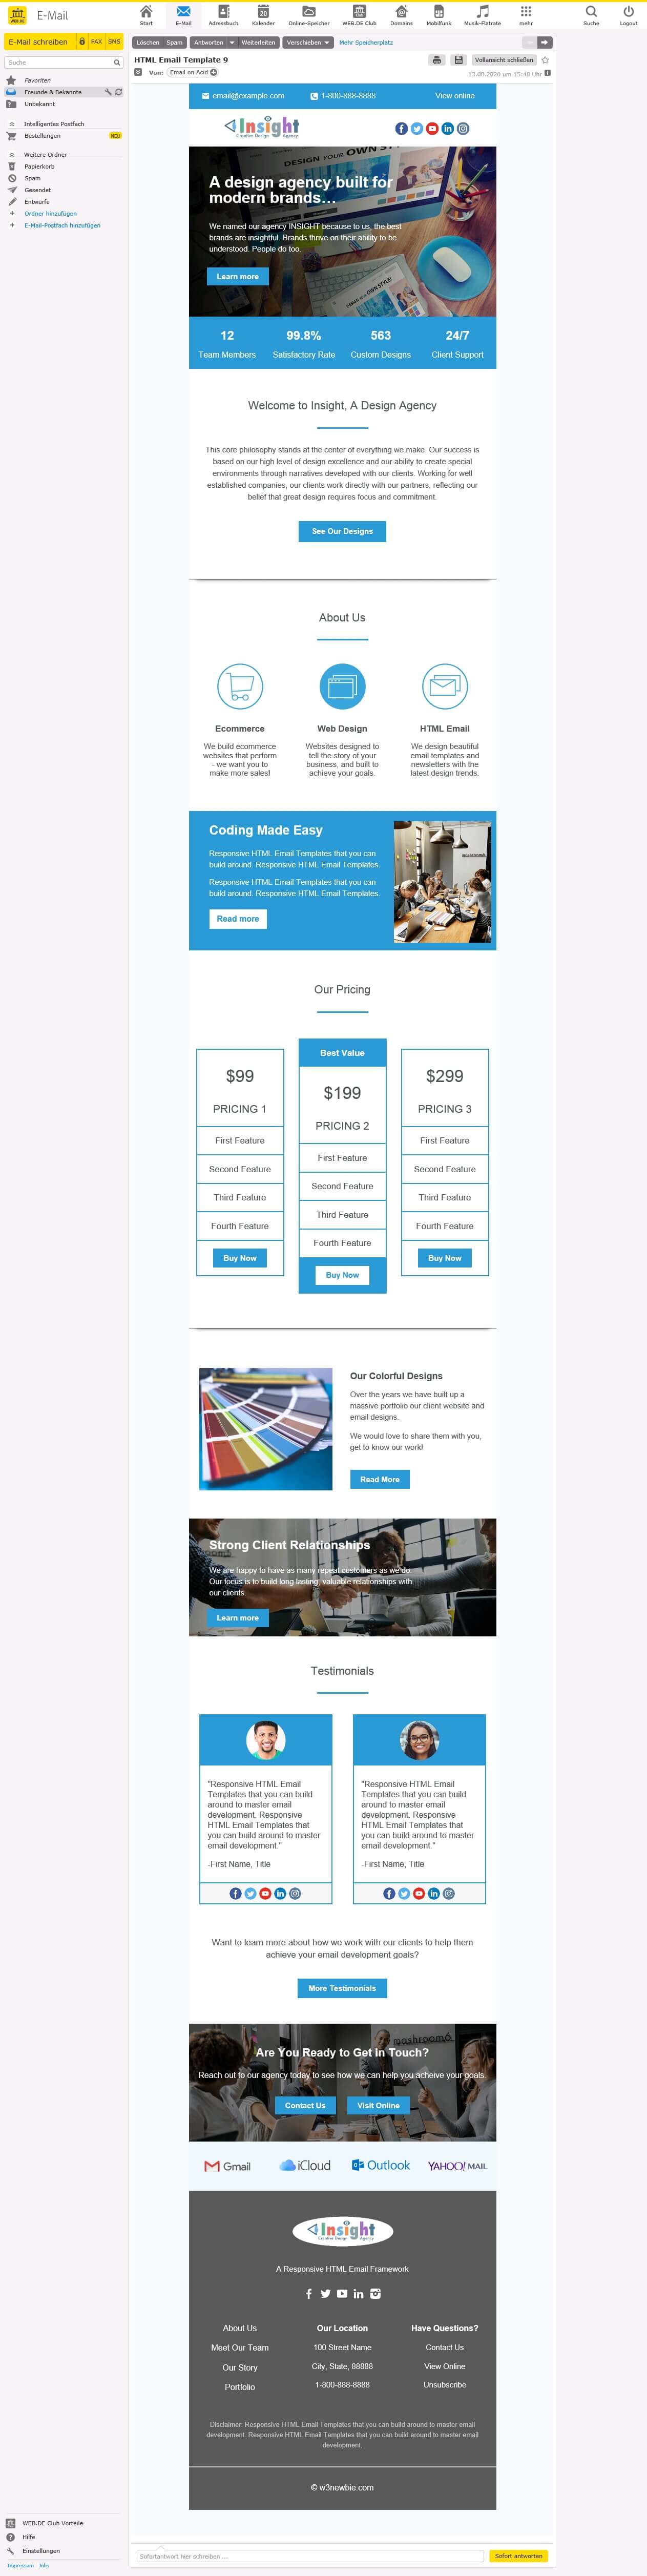 WEB.DE
E-Mail
Start
E-Mail
Adressbuch
Kalender
Online-Speicher
WEB.DE Club
Domains
Mobilfunk
Musik-Flatrate
mehr
Suche
Logout
E-Mail schreiben
FAX
SMS
Suche
Favoriten
Freunde & Bekannte
Unbekannt
Intelligentes Postfach
Bestellungen
NEU
Weitere Ordner
Papierkorb
Spam
Gesendet
Entwürfe
Ordner hinzufügen
E-Mail-Postfach hinzufügen
Löschen
Spam
Antworten
Weiterleiten
Verschieben
Mehr Speicherplatz
HTML Email Template 9
Vollansicht schließen
Von: Email on Acid
13.08.2020 um 15:48 Uhr
email@example.com
1-800-888-8888
View online
Insight
Creative Design Agency
A design agency built for
modern brands...
We named our agency INSIGHT because to us, the best
brands are insightful. Brands thrive on their ability to be
understood. People do too.
Learn more
12
99.8%
563
24/7
Team Members
Satisfactory Rate
Custom Designs
Client Support
Welcome to Insight, A Design Agency
This core philosophy stands at the center of everything we make. Our success is
based on our high level of design excellence and our ability to create special
environments through narratives developed with our clients. Working for well
established companies, our clients work directly with our partners, reflecting our
belief that great design requires focus and commitment.
See Our Designs
About Us
Ecommerce
We build ecommerce
websites that perform
- we want you to
make more sales!
Web Design
Websites designed to
tell the story of your
business, and built to
achieve your goals.
HTML Email
We design beautiful
email templates and
newsletters with the
latest design trends.
Coding Made Easy
Responsive HTML Email Templates that you can
build around. Responsive HTML Email Templates.
Responsive HTML Email Templates that you can
build around. Responsive HTML Email Templates.
Read more
Our Pricing
$99
PRICING 1
First Feature
Second Feature
Third Feature
Fourth Feature
Buy Now
Best Value
$199
PRICING 2
First Feature
Second Feature
Third Feature
Fourth Feature
Buy Now
$299
PRICING 3
First Feature
Second Feature
Third Feature
Fourth Feature
Buy Now
Our Colorful Designs
Over the years we have built up a
massive portfolio our client website and
email designs.
We would love to share them with you,
get to know our work!
Read More
Strong Client Relationships
We are happy to have as many repeat customers as we do.
Our focus is to build long lasting, valuable relationships with
our clients.
Learn more
Testimonials
"Responsive HTML Email
Templates that you can build
around to master email
development. Responsive
HTML Email Templates that
you can build around to master
email development."
-First Name, Title
"Responsive HTML Email
Templates that you can build
around to master email
development. Responsive
HTML Email Templates that
you can build around to master
email development."
-First Name, Title
Want to learn more about how we work with our clients to help them
achieve your email development goals?
More Testimonials
Are You Ready to Get in Touch?
Reach out to our agency today to see how we can help you acheive your goals.
Contact Us
Visit Online
Gmail
iCloud
Outlook
YAHOO! MAIL
Insight
Creative Design Agency
A Responsive HTML Email Framework
About Us
Meet Our Team
Our Story
Portfolio
Our Location
100 Street Name
City, State, 88888
1-800-888-8888
Have Questions?
Contact Us
View Online
Unsubscribe
Disclaimer: Responsive HTML Email Templates that you can build around to master email
development. Responsive HTML Email Templates that you can build around to master email
development.
© w3newbie.com
WEB.DE Club Vorteile
Hilfe
Einstellungen
Impressum
Jobs
Sofortantwort hier schreiben ...
Sofort antworten